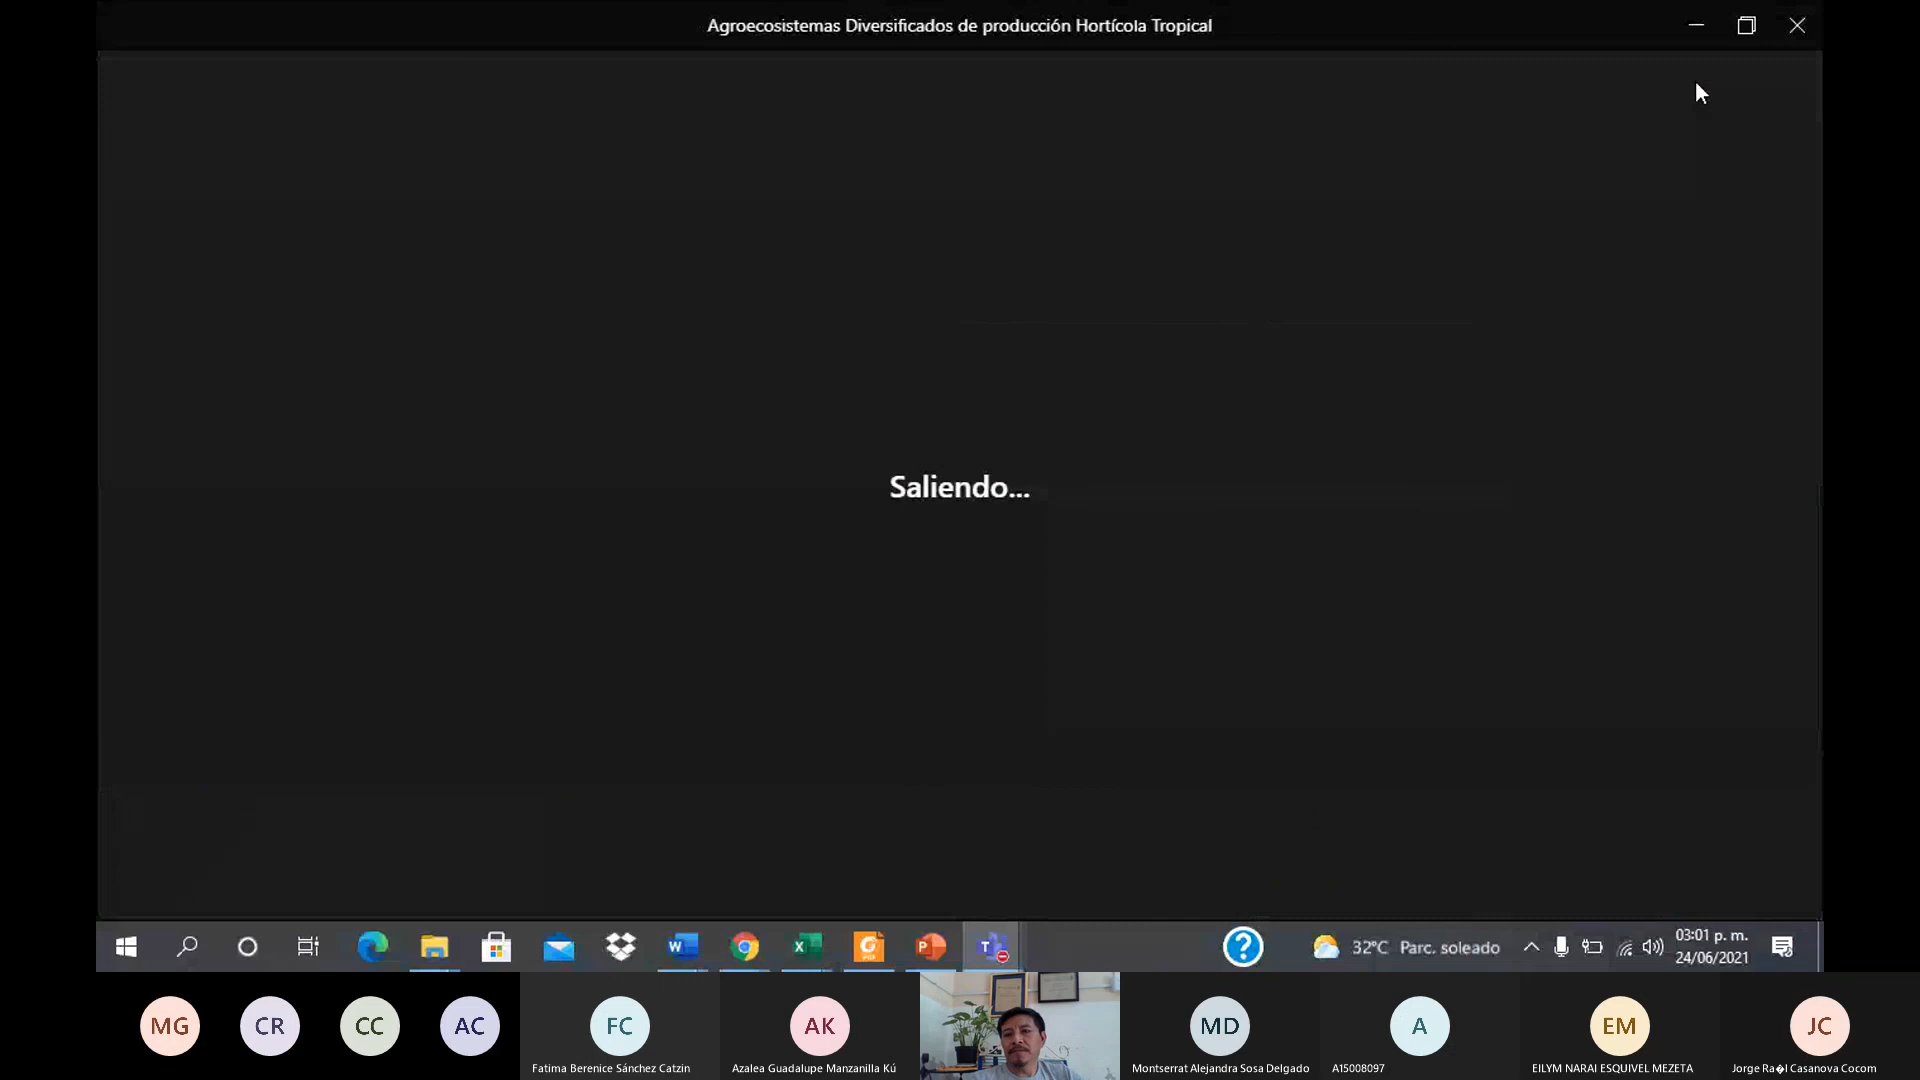 Agroecosistemas Diversificados de producción Hortícola Tropical
Saliendo...
32°C Parc. soleado
03:01 p. m.
24/06/2021
MG
CR
CC
AC
FC
AK
MD
A
EM
JC
Fatima Berenice Sánchez Catzin
Azalea Guadalupe Manzanilla Kú
Montserrat Alejandra Sosa Delgado
A15008097
EILYM NARAI ESQUIVEL MEZETA
Jorge Ra�l Casanova Cocom